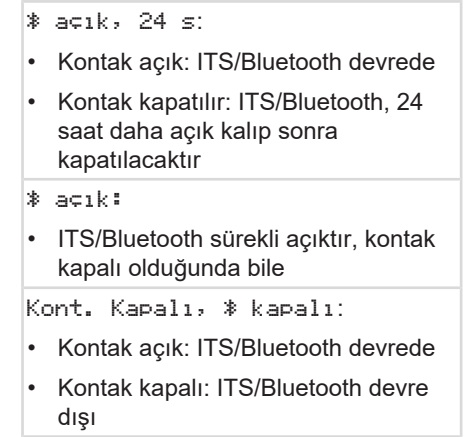 * açık, 24 s:
• Kontak açık: ITS/Bluetooth devrede
• Kontak kapatılır: ITS/Bluetooth, 24
saat daha açık kalıp sonra
kapatılacaktır
* açık:
• ITS/Bluetooth sürekli açıktır, kontak
kapalı olduğunda bile
Kont. Kapalı, * kapalı:
• Kontak açık: ITS/Bluetooth devrede
• Kontak kapalı: ITS/Bluetooth devre
dışı